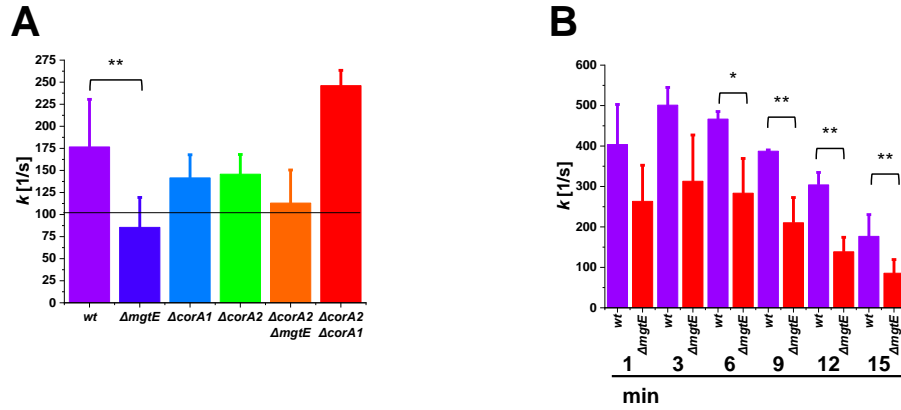 A
B
k [1/s]
275
250
225
200
175
150
125
100
75
50
25
0
**
wt
ΔmgtE
ΔcorA1
ΔcorA2
ΔcorA2 ΔmgtE
ΔcorA2 ΔcorA1
k [1/s]
600
500
400
300
200
100
0
*
**
**
**
wt ΔmgtE wt ΔmgtE wt ΔmgtE wt ΔmgtE wt ΔmgtE wt ΔmgtE
1 3 6 9 12 15
min